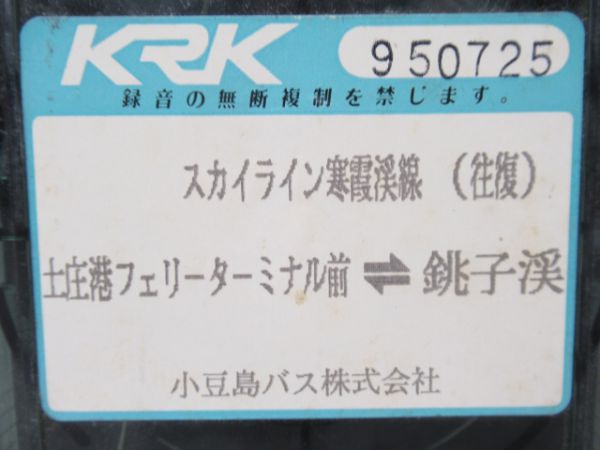 KRK 950725
録音の無断複制を禁じます。
スカイライン寒霞渓線 (往復)
土庄港フェリーターミナル前 ⇌ 銚子渓
小豆島バス株式会社